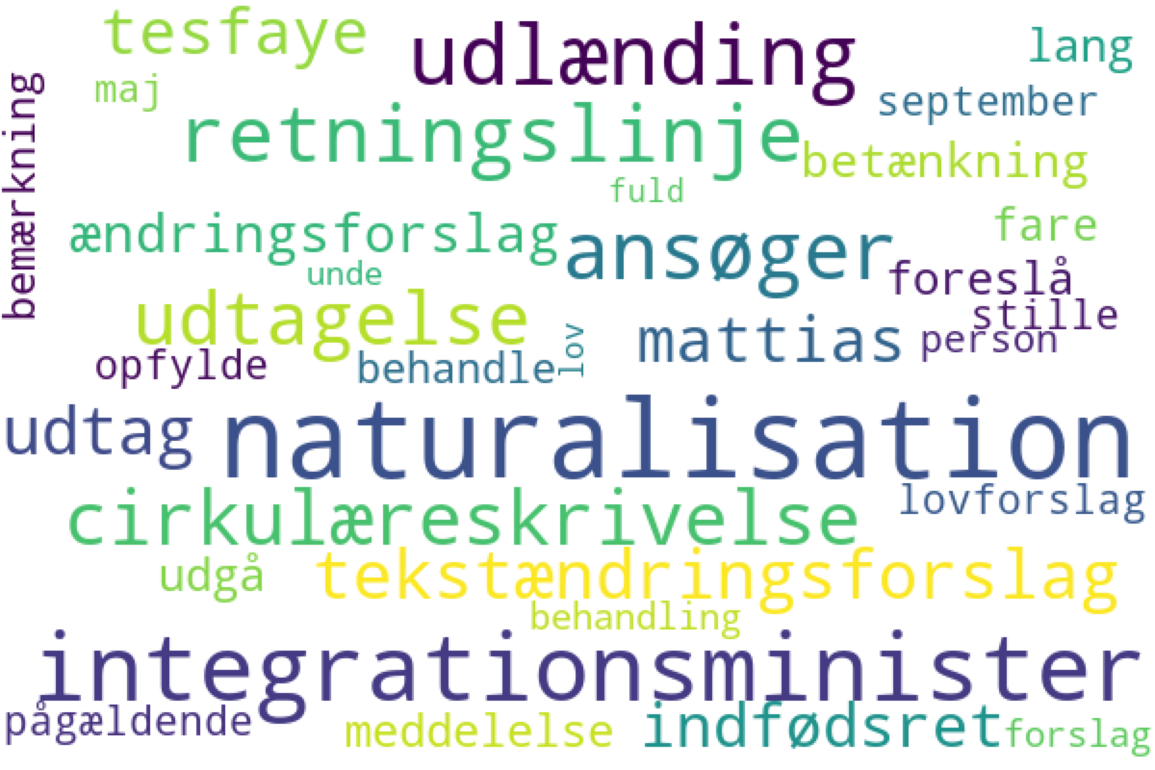 tesfaye
udlænding
lang
maj
september
bemærkning
retningslinje
betænkning
fuld
ændringsforslag
ansøger
fare
unde
foreslå
udtagelse
mattias
stille
person
opfylde
behandle
lov
udtag
naturalisation
cirkulæreskrivelse
lovforslag
udgå
tekstændringsforslag
behandling
integrationsminister
pågældende
meddelelse
indfødsret
forslag